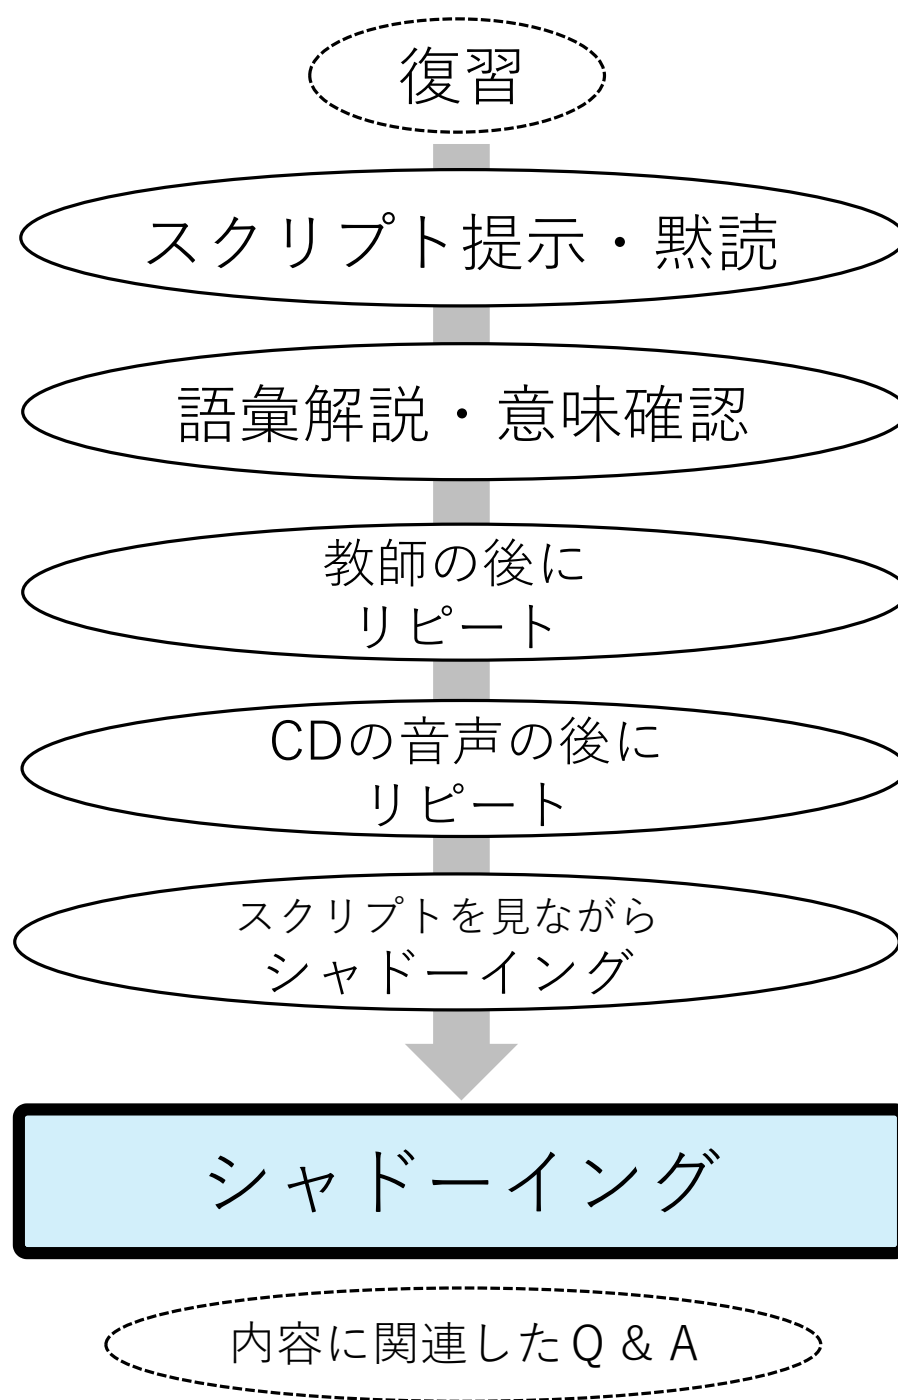 復習
スクリプト提示・黙読
語彙解説・意味確認
教師の後に
リピート
CDの音声の後に
リピート
スクリプトを見ながら
シャドーイング
シャドーイング
内容に関連したＱ＆Ａ